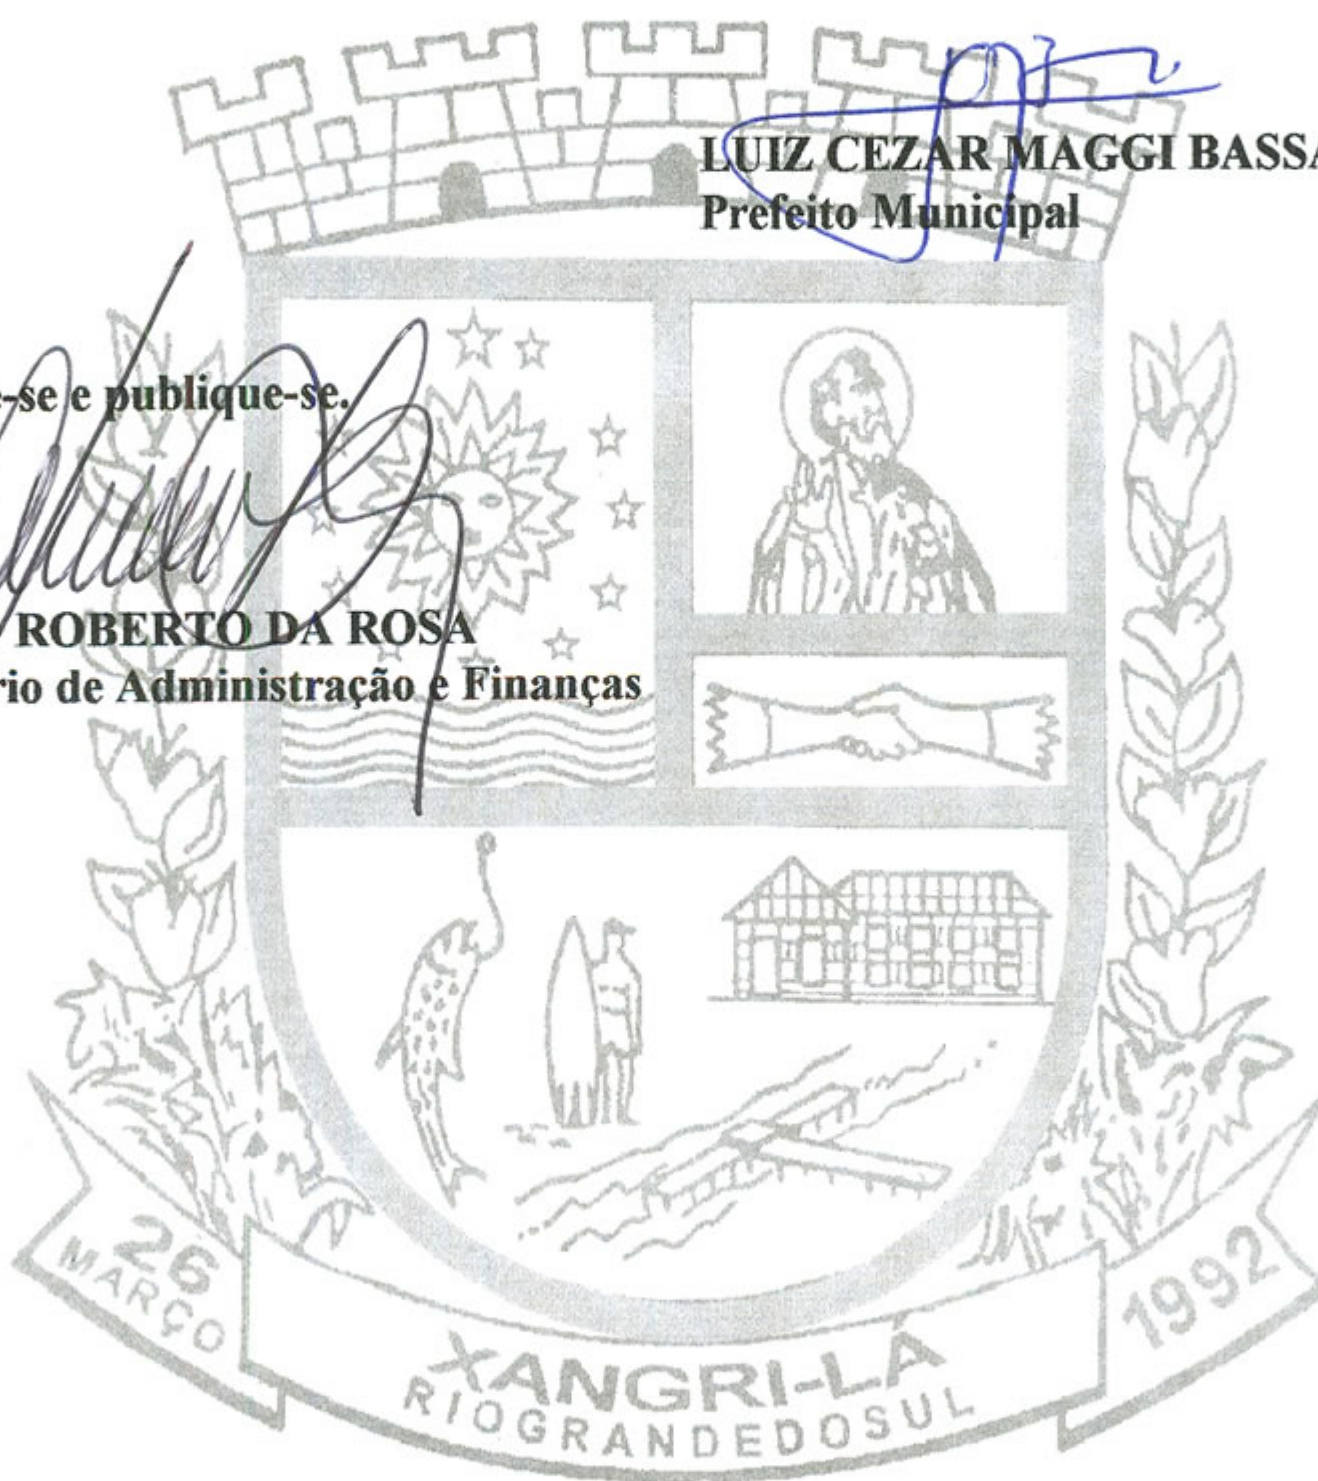 LUIZ CEZAR MAGGI BASSA
Prefeito Municipal
e-se e publique-se.
ROBERTO DA ROSA
rio de Administração e Finanças
26
MARÇO
1992
XANGRI-LÁ
RIOGRANDEDOSUL